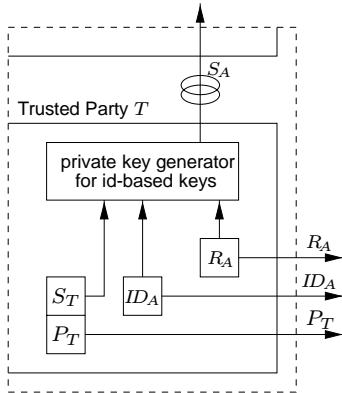 S_A
Trusted Party T
private key generator
for id-based keys
R_A
R_A
S_T
ID_A
ID_A
P_T
P_T